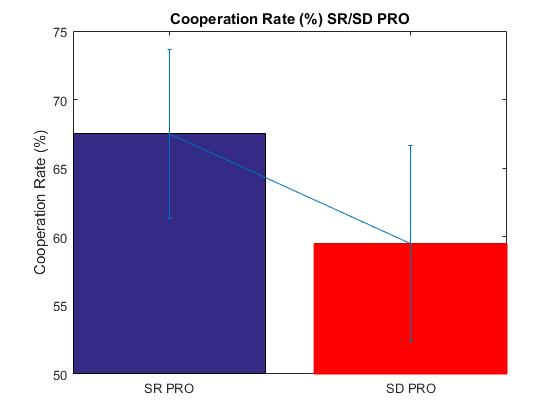 Cooperation Rate (%) SR/SD PRO
Cooperation Rate (%)
75
70
65
60
55
50
SR PRO
SD PRO